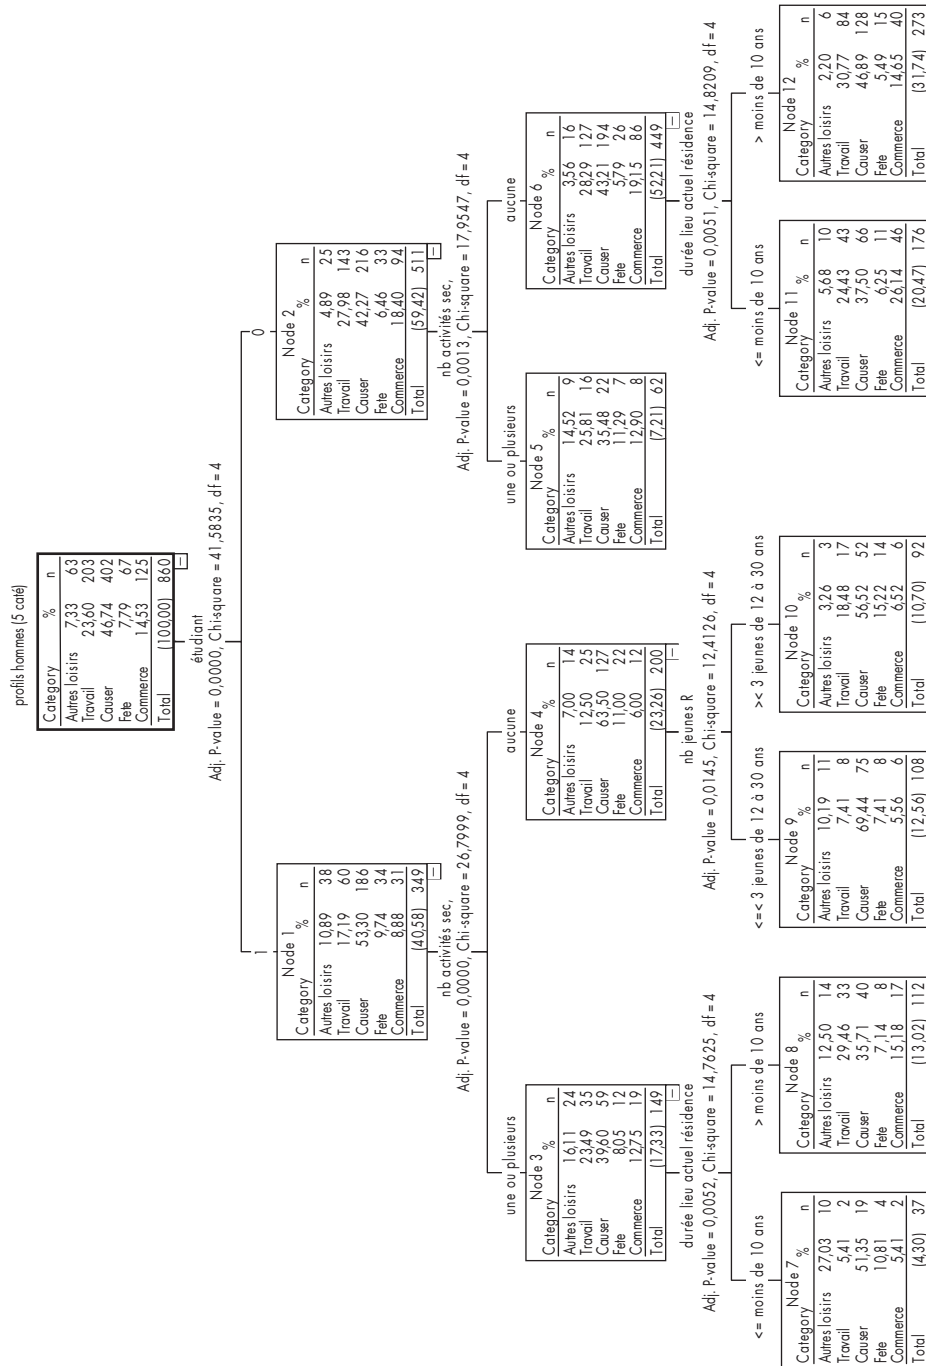 profils hommes (5 caté)
Category % n
Autres loisirs 7,33 63
Travail 23,60 203
Causer 46,74 402
Fete 7,79 67
Commerce 14,53 125
Total (100,00) 860
étudiant
Adj. P-value = 0,0000, Chi-square = 41,5835, df = 4
1
Node 1
Category % n
Autres loisirs 10,89 38
Travail 17,19 60
Causer 53,30 186
Fete 9,74 34
Commerce 8,88 31
Total (40,58) 349
0
Node 2
Category % n
Autres loisirs 4,89 25
Travail 27,98 143
Causer 42,27 216
Fete 6,46 33
Commerce 18,40 94
Total (59,42) 511
nb activités sec,
Adj. P-value = 0,0000, Chi-square = 26,7999, df = 4
nb activités sec,
Adj. P-value = 0,0013, Chi-square = 17,9547, df = 4
une ou plusieurs
Node 3
Category % n
Autres loisirs 16,11 24
Travail 23,49 35
Causer 39,60 59
Fete 8,05 12
Commerce 12,75 19
Total (17,33) 149
aucune
Node 4
Category % n
Autres loisirs 7,00 14
Travail 12,50 25
Causer 63,50 127
Fete 11,00 22
Commerce 6,00 12
Total (23,26) 200
une ou plusieurs
Node 5
Category % n
Autres loisirs 14,52 9
Travail 25,81 16
Causer 35,48 22
Fete 11,29 7
Commerce 12,90 8
Total (7,21) 62
aucune
Node 6
Category % n
Autres loisirs 3,56 16
Travail 28,29 127
Causer 43,21 194
Fete 5,79 26
Commerce 19,15 86
Total (52,21) 449
durée lieu actuel résidence
Adj. P-value = 0,0052, Chi-square = 14,7625, df = 4
nb jeunes R
Adj. P-value = 0,0145, Chi-square = 12,4126, df = 4
durée lieu actuel résidence
Adj. P-value = 0,0051, Chi-square = 14,8209, df = 4
<= moins de 10 ans
Node 7
Category % n
Autres loisirs 27,03 10
Travail 5,41 2
Causer 51,35 19
Fete 10,81 4
Commerce 5,41 2
Total (4,30) 37
> moins de 10 ans
Node 8
Category % n
Autres loisirs 12,50 14
Travail 29,46 33
Causer 35,71 40
Fete 7,14 8
Commerce 15,18 17
Total (13,02) 112
<=< 3 jeunes de 12 à 30 ans
Node 9
Category % n
Autres loisirs 10,19 11
Travail 7,41 8
Causer 69,44 75
Fete 7,41 8
Commerce 5,56 6
Total (12,56) 108
>< 3 jeunes de 12 à 30 ans
Node 10
Category % n
Autres loisirs 3,26 3
Travail 18,48 17
Causer 56,52 52
Fete 15,22 14
Commerce 6,52 6
Total (10,70) 92
<= moins de 10 ans
Node 11
Category % n
Autres loisirs 5,68 10
Travail 24,43 43
Causer 37,50 66
Fete 6,25 11
Commerce 26,14 46
Total (20,47) 176
> moins de 10 ans
Node 12
Category % n
Autres loisirs 2,20 6
Travail 30,77 84
Causer 46,89 128
Fete 5,49 15
Commerce 14,65 40
Total (31,74) 273